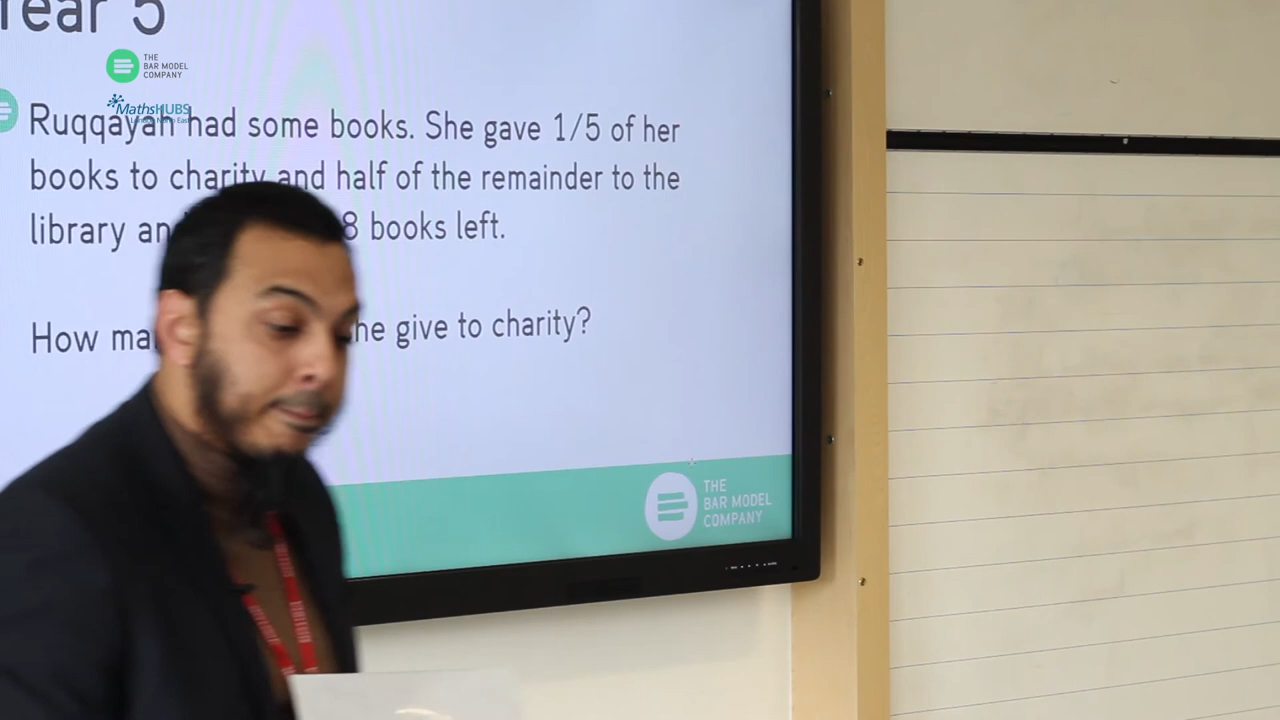 Year 5
THE
BAR MODEL
COMPANY
MathsHUBS
Ruqqayah had some books. She gave 1/5 of her
books to charity and half of the remainder to the
library an 8 books left.
How ma he give to charity?
THE
BAR MODEL
COMPANY